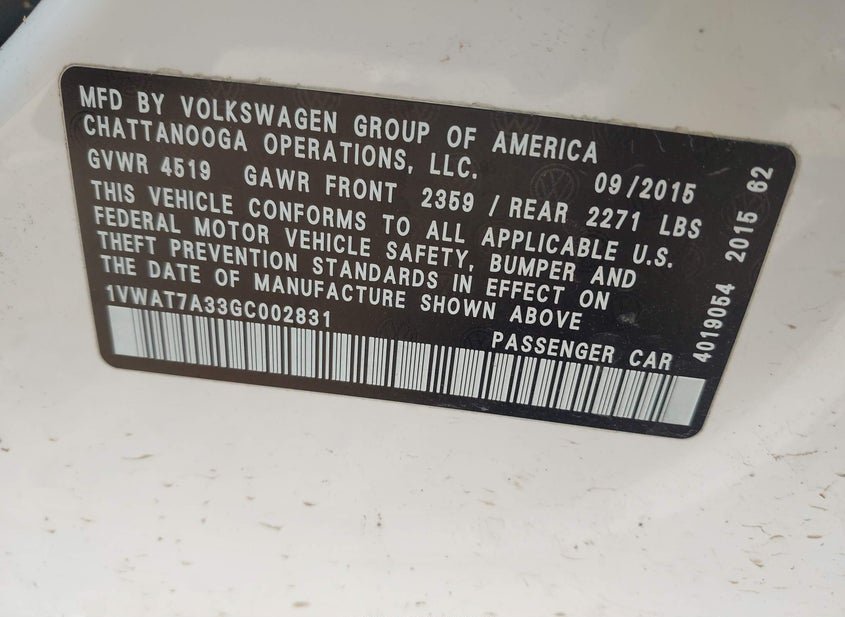 MFD BY VOLKSWAGEN GROUP OF AMERICA
CHATTANOOGA OPERATIONS, LLC. 09/2015
GVWR 4519 GAWR FRONT 2359 / REAR 2271 LBS
THIS VEHICLE CONFORMS TO ALL APPLICABLE U.S.
FEDERAL MOTOR VEHICLE SAFETY, BUMPER AND
THEFT PREVENTION STANDARDS IN EFFECT ON
THE DATE OF MANUFACTURE SHOWN ABOVE
1VWAT7A33GC002831 PASSENGER CAR
4019054 2015 62